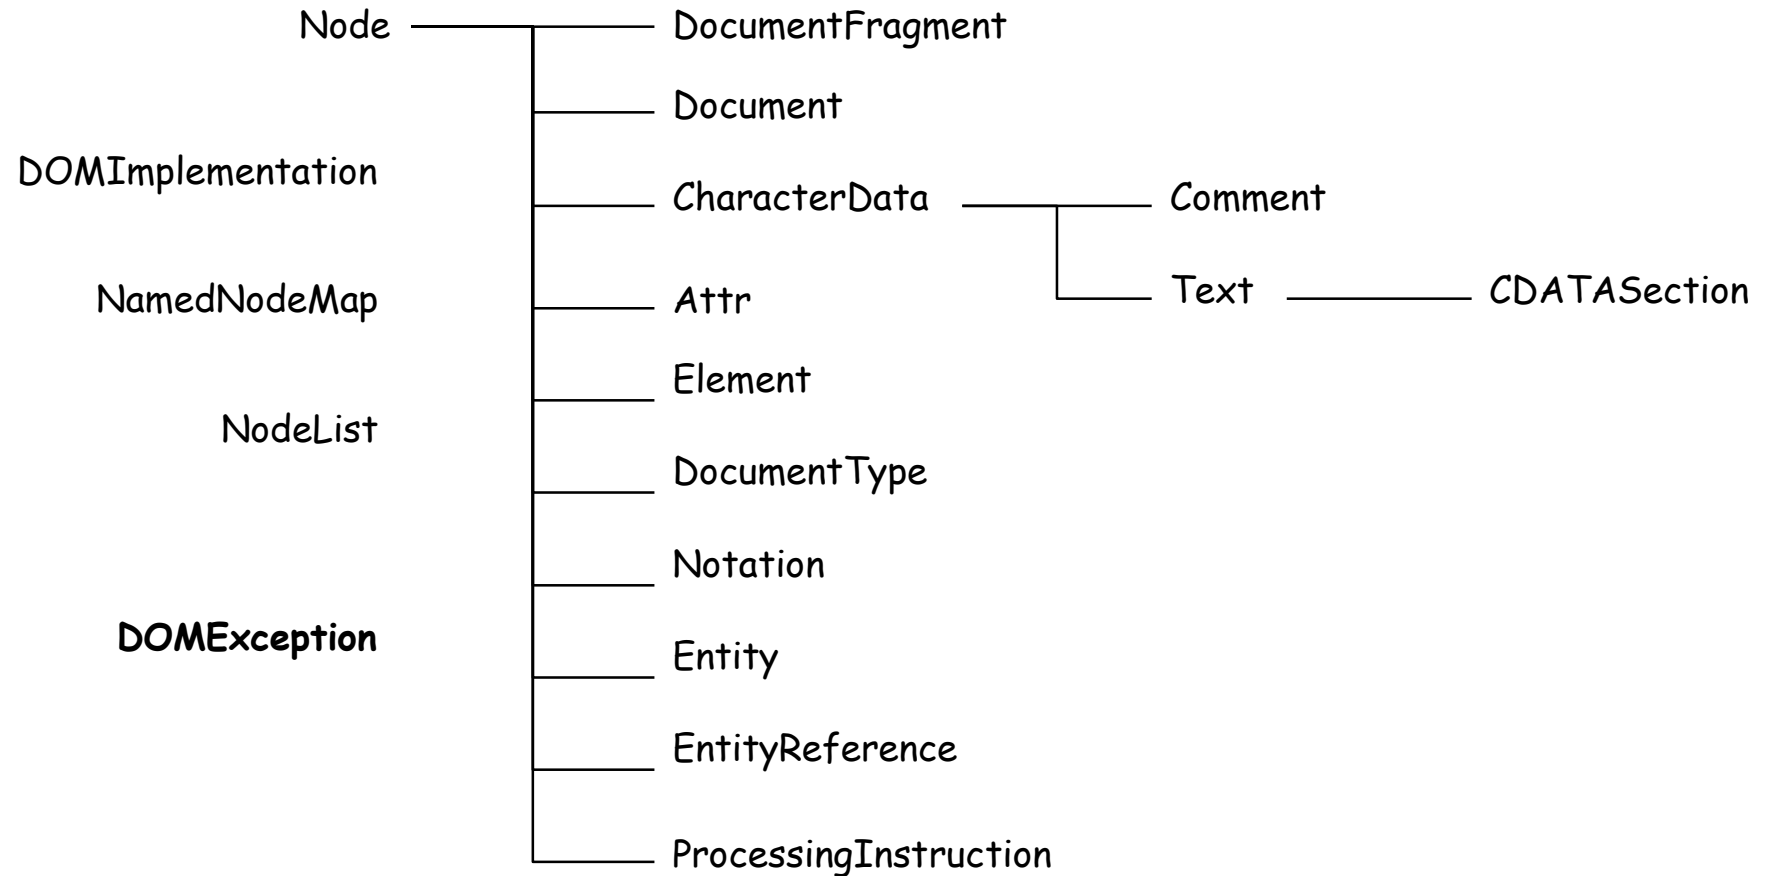 Node
DocumentFragment
Document
DOMImplementation
CharacterData
Comment
NamedNodeMap
Attr
Text
CDATASection
Element
NodeList
DocumentType
Notation
DOMException
Entity
EntityReference
ProcessingInstruction